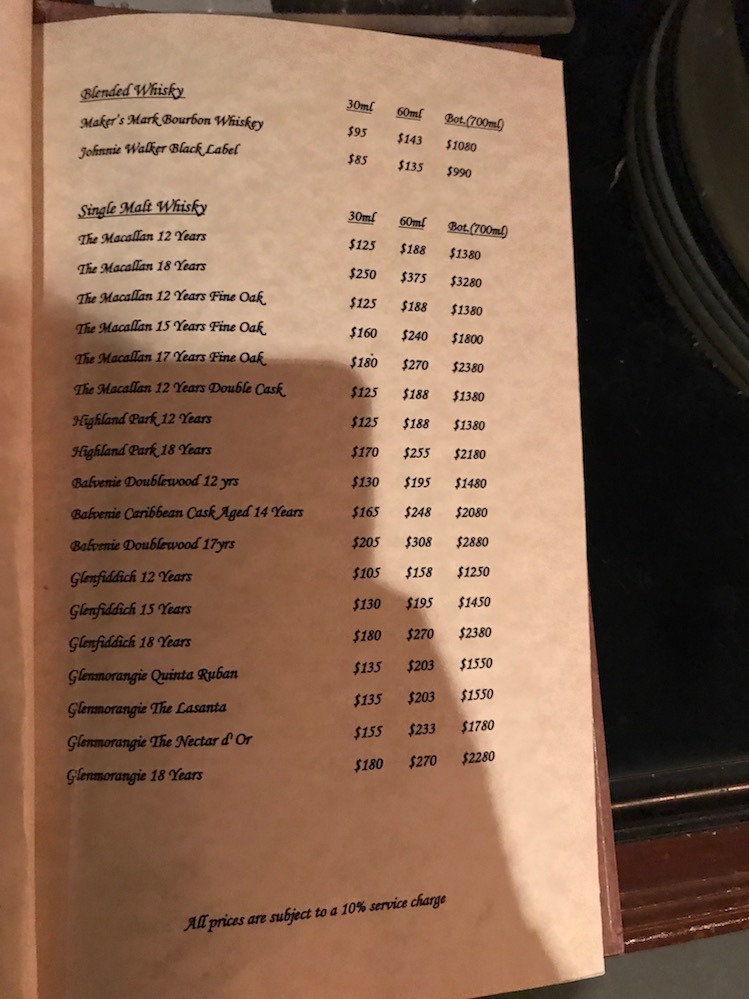 Blended Whisky 30ml 60ml Bot.(700ml)
Maker's Mark Bourbon Whiskey $95 $143 $1080
Johnnie Walker Black Label $85 $135 $990
Single Malt Whisky 30ml 60ml Bot.(700ml)
The Macallan 12 Years $125 $188 $1380
The Macallan 18 Years $250 $375 $3280
The Macallan 12 Years Fine Oak $125 $188 $1380
The Macallan 15 Years Fine Oak $160 $240 $1800
The Macallan 17 Years Fine Oak $180 $270 $2380
The Macallan 12 Years Double Cask $125 $188 $1380
Highland Park 12 Years $125 $188 $1380
Highland Park 18 Years $170 $255 $2180
Balvenie Doublewood 12 yrs $130 $195 $1480
Balvenie Caribbean Cask Aged 14 Years $165 $248 $2080
Balvenie Doublewood 17yrs $205 $308 $2880
Glenfiddich 12 Years $105 $158 $1250
Glenfiddich 15 Years $130 $195 $1450
Glenfiddich 18 Years $180 $270 $2380
Glenmorangie Quinta Ruban $135 $203 $1550
Glenmorangie The Lasanta $135 $203 $1550
Glenmorangie The Nectar d' Or $155 $233 $1780
Glenmorangie 18 Years $180 $270 $2280
All prices are subject to a 10% service charge